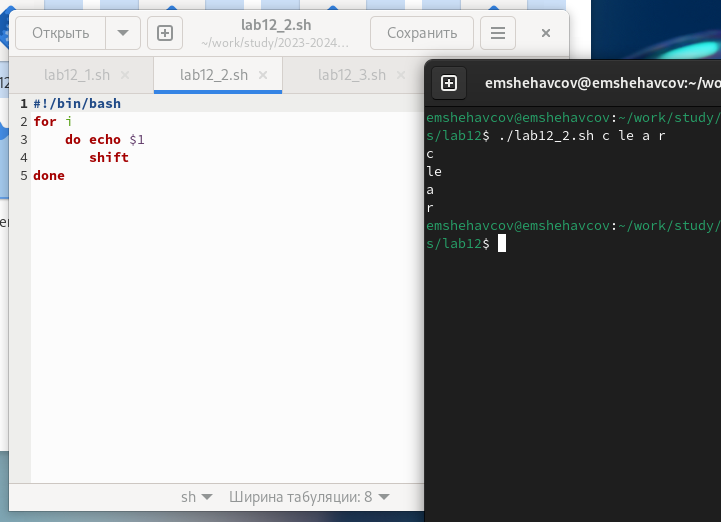 Открыть
lab12_2.sh
~/work/study/2023-2024...
Сохранить
lab12_1.sh
lab12_2.sh
lab12_3.sh
1 #!/bin/bash
2 for i
3 do echo $1
4 shift
5 done
sh
Ширина табуляции: 8
emshehavcov@emshehavcov:~/wo
emshehavcov@emshehavcov:~/work/study/
s/lab12$ ./lab12_2.sh c le a r
c
le
a
r
emshehavcov@emshehavcov:~/work/study/
s/lab12$